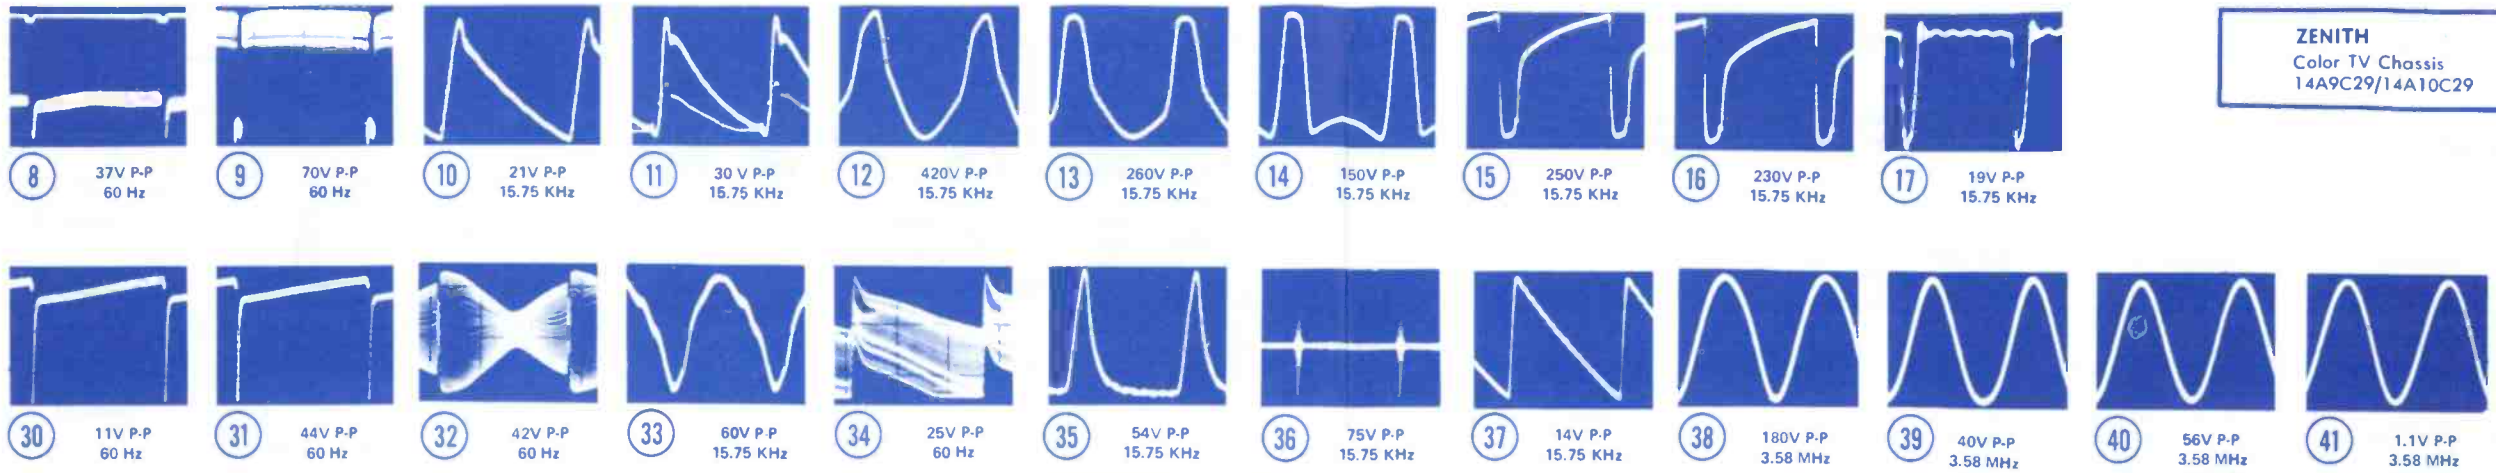 ZENITH
Color TV Chassis
14A9C29/14A10C29
8 37V P-P
60 Hz
9 70V P-P
60 Hz
10 21V P-P
15.75 KHz
11 30 V P-P
15.75 KHz
12 420V P-P
15.75 KHz
13 260V P-P
15.75 KHz
14 150V P-P
15.75 KHz
15 250V P-P
15.75 KHz
16 230V P-P
15.75 KHz
17 19V P-P
15.75 KHz
30 11V P-P
60 Hz
31 44V P-P
60 Hz
32 42V P-P
60 Hz
33 60V P-P
15.75 KHz
34 25V P-P
60 Hz
35 54V P-P
15.75 KHz
36 75V P-P
15.75 KHz
37 14V P-P
15.75 KHz
38 180V P-P
3.58 MHz
39 40V P-P
3.58 MHz
40 56V P-P
3.58 MHz
41 1.1V P-P
3.58 MHz